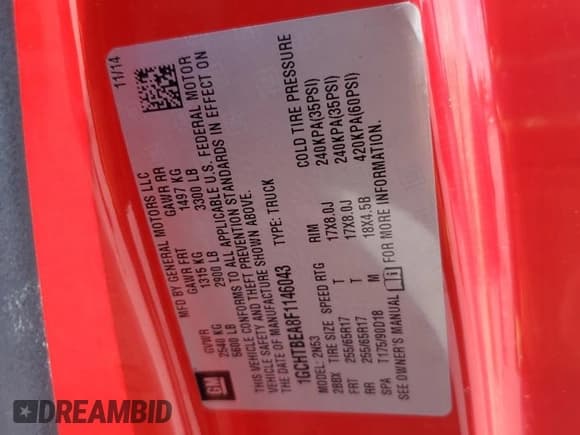 11/14
MFD BY GENERAL MOTORS LLC
GVWR GAWR FRT GAWR RR
2540 KG 1315 KG 1497 KG
5600 LB 2900 LB 3300 LB
THIS VEHICLE CONFORMS TO ALL APPLICABLE U.S. FEDERAL MOTOR
VEHICLE SAFETY AND THEFT PREVENTION STANDARDS IN EFFECT ON
THE DATE OF MANUFACTURE SHOWN ABOVE.
1GCHTBEA8F1146043 TYPE: TRUCK
MODEL: 2R53
2BBX TIRE SIZE SPEED RTG RIM COLD TIRE PRESSURE
FRT 255/65R17 T 17X8.0J 240KPA(35PSI)
RR 255/65R17 T 17X8.0J 240KPA(35PSI)
SPA T175/90D18 M 18X4.5B 420KPA(60PSI)
SEE OWNER'S MANUAL FOR MORE INFORMATION.
GM
DREAMBID